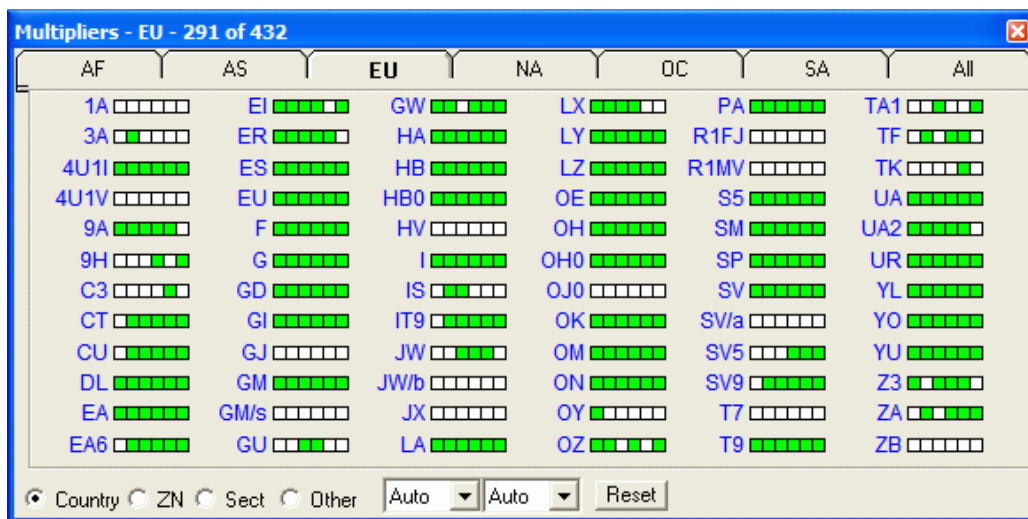 Multipliers - EU - 291 of 432
AF AS EU NA OC SA All
1A EI GW LX PA TA1
3A ER HA LY R1FJ TF
4U1I ES HB LZ R1MV TK
4U1V EU HB0 OE S5 UA
9A F HV OH SM UA2
9H G I OH0 SP UR
C3 GD IS OJ0 SV YL
CT GI IT9 OK SV/a YO
CU GJ JW OM SV5 YU
DL GM JW/b ON SV9 Z3
EA GM/s JX OY T7 ZA
EA6 GU LA OZ T9 ZB
Country ZN Sect Other Auto Auto Reset